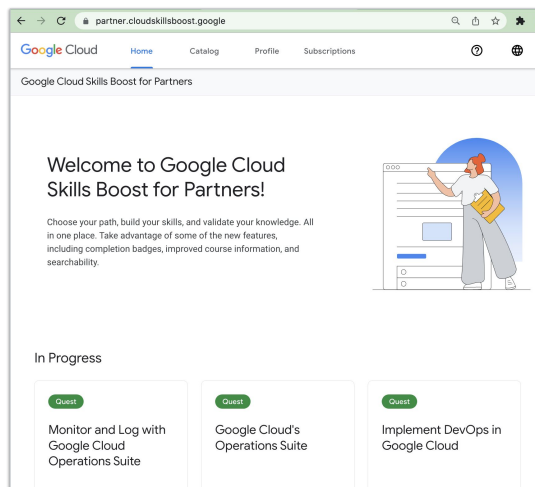 partner.cloudskillsboost.google
Google Cloud
Home
Catalog
Profile
Subscriptions
Google Cloud Skills Boost for Partners
Welcome to Google Cloud
Skills Boost for Partners!
Choose your path, build your skills, and validate your knowledge. All
in one place. Take advantage of some of the new features,
including completion badges, improved course information, and
searchability.
In Progress
Quest
Monitor and Log with
Google Cloud
Operations Suite
Quest
Google Cloud's
Operations Suite
Quest
Implement DevOps in
Google Cloud